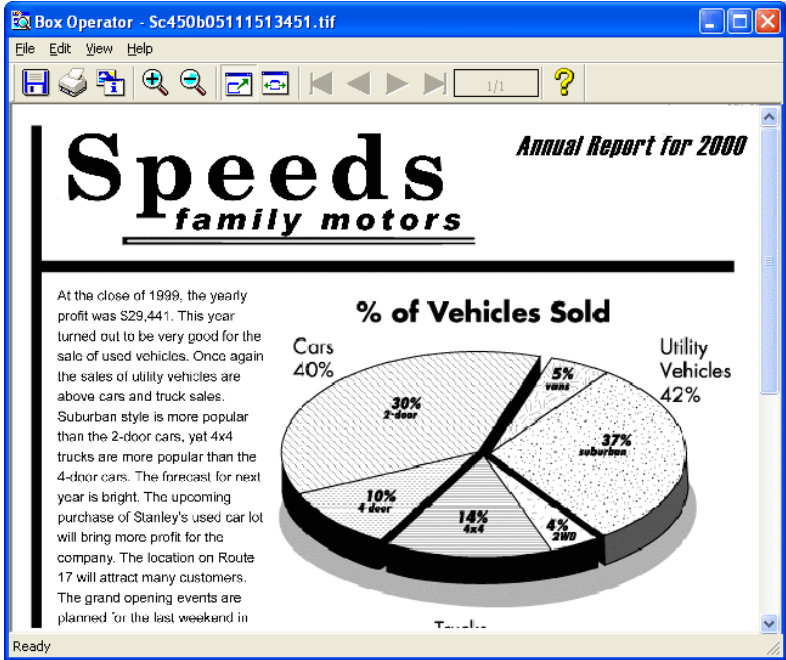 Box Operator - Sc450b05111513451.tif
File Edit View Help
1/1
Annual Report for 2000
Speeds
family motors
At the close of 1999, the yearly
profit was $29,441. This year
turned out to be very good for the
sale of used vehicles. Once again
the sales of utility vehicles are
above cars and truck sales.
Suburban style is more popular
than the 2-door cars, yet 4x4
trucks are more popular than the
4-door cars. The forecast for next
year is bright. The upcoming
purchase of Stanley's used car lot
will bring more profit for the
company. The location on Route
17 will attract many customers.
The grand opening events are
planned for the last weekend in
% of Vehicles Sold
Cars
40%
Utility
Vehicles
42%
5%
vans
30%
2-door
37%
suburban
10%
4 door
14%
4x4
4%
2WD
Trucks
Ready